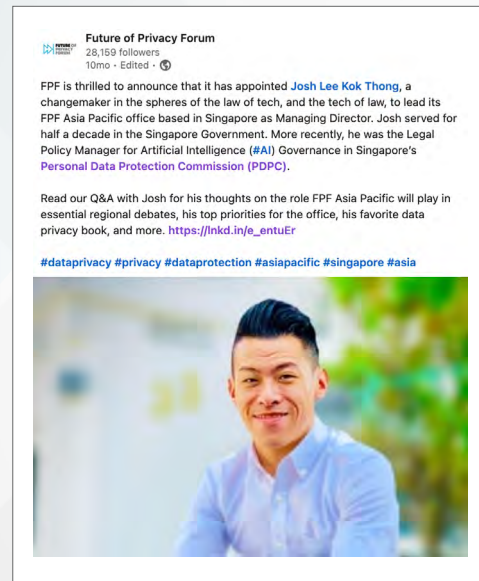 FUTURE OF
PRIVACY
FORUM
Future of Privacy Forum
28,159 followers
10mo • Edited •
FPF is thrilled to announce that it has appointed Josh Lee Kok Thong, a
changemaker in the spheres of the law of tech, and the tech of law, to lead its
FPF Asia Pacific office based in Singapore as Managing Director. Josh served for
half a decade in the Singapore Government. More recently, he was the Legal
Policy Manager for Artificial Intelligence (#AI) Governance in Singapore's
Personal Data Protection Commission (PDPC).
Read our Q&A with Josh for his thoughts on the role FPF Asia Pacific will play in
essential regional debates, his top priorities for the office, his favorite data
privacy book, and more. https://lnkd.in/e_entuEr
#dataprivacy #privacy #dataprotection #asiapacific #singapore #asia